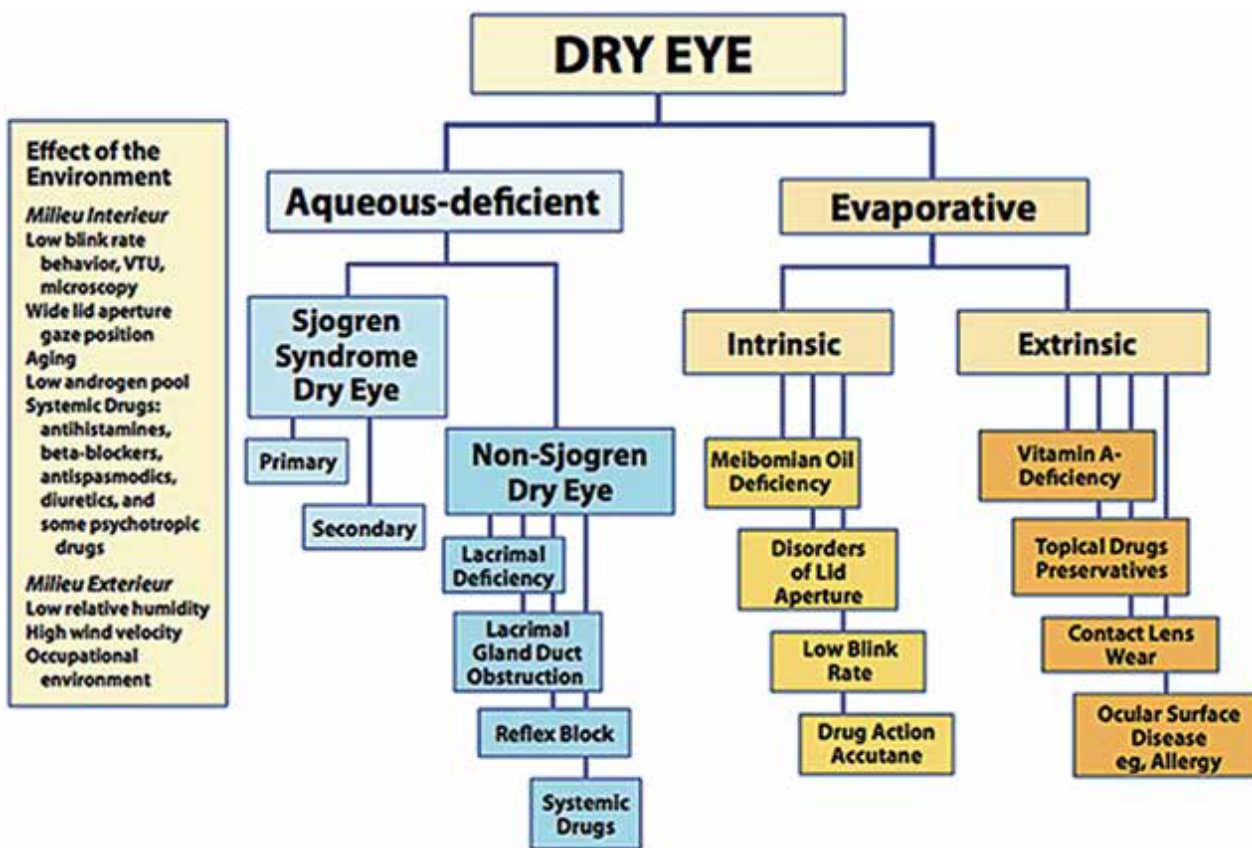 DRY EYE
Effect of the
Environment
Milieu Interieur
Low blink rate
behavior, VTU,
microscopy
Wide lid aperture
gaze position
Aging
Low androgen pool
Systemic Drugs:
antihistamines,
beta-blockers,
antispasmodics,
diuretics, and
some psychotropic
drugs
Milieu Exterieur
Low relative humidity
High wind velocity
Occupational
environment
Aqueous-deficient
Sjogren
Syndrome
Dry Eye
Primary
Secondary
Non-Sjogren
Dry Eye
Lacrimal
Deficiency
Lacrimal
Gland Duct
Obstruction
Reflex Block
Systemic
Drugs
Evaporative
Intrinsic
Meibomian Oil
Deficiency
Disorders
of Lid
Aperture
Low Blink
Rate
Drug Action
Accutane
Extrinsic
Vitamin A-
Deficiency
Topical Drugs
Preservatives
Contact Lens
Wear
Ocular Surface
Disease
eg, Allergy